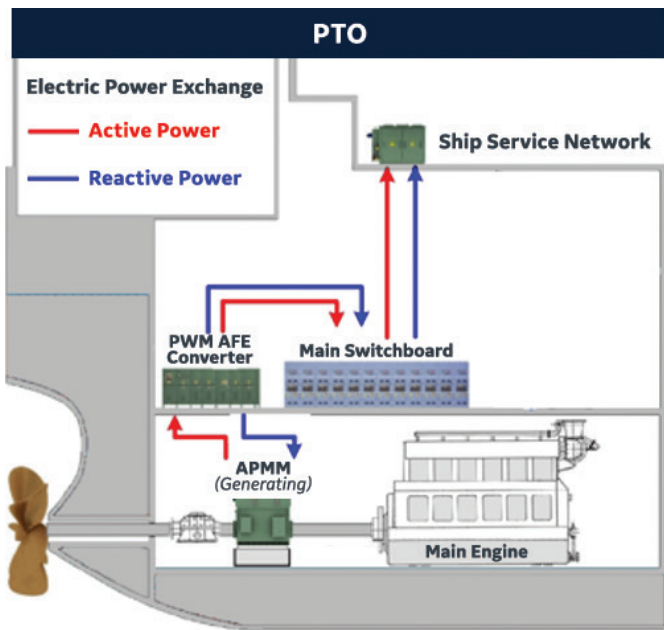 PTO
Electric Power Exchange
Active Power
Reactive Power
Ship Service Network
PWM AFE
Converter
Main Switchboard
APMM
(Generating)
Main Engine